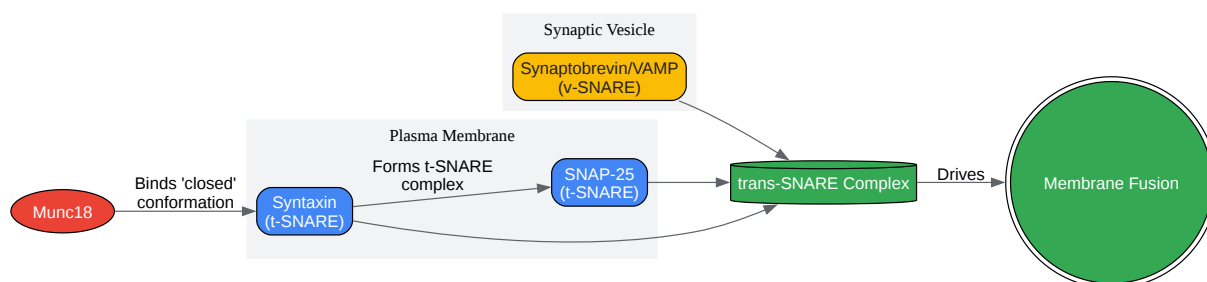 Synaptic Vesicle
Synaptobrevin/VAMP
(v-SNARE)
Plasma Membrane
Forms t-SNARE
complex
SNAP-25
(t-SNARE)
trans-SNARE Complex
Drives
Membrane Fusion
Binds 'closed'
conformation
Munc18
Syntaxin
(t-SNARE)